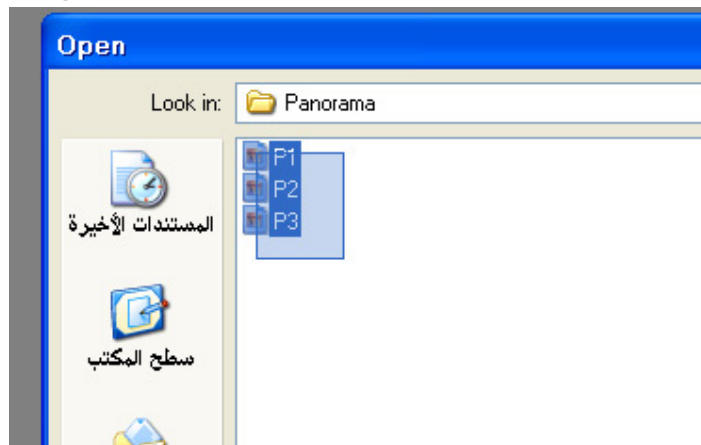 Open
Look in: Panorama
P1
P2
P3
المستندات الأخيرة
سطح المكتب